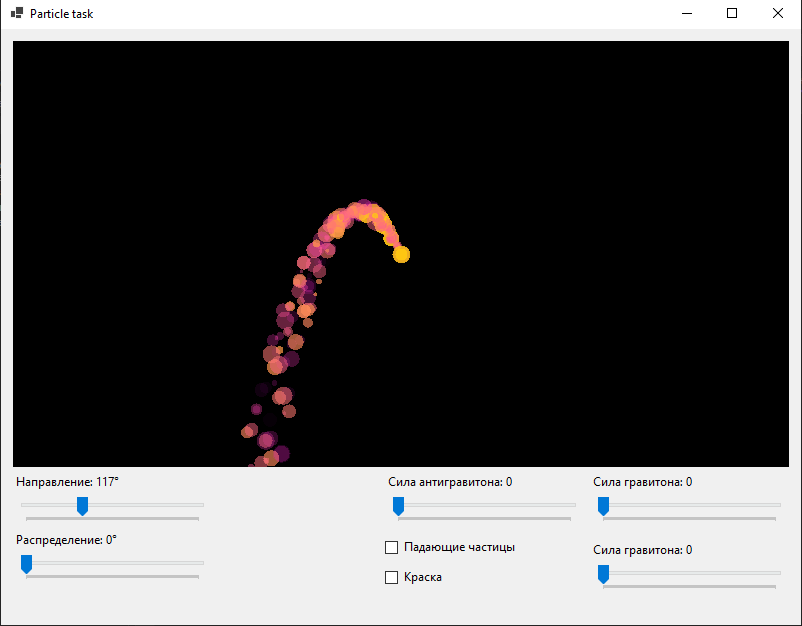 Particle task
Направление: 117°
Распределение: 0°
Сила антигравитона: 0
Падающие частицы
Краска
Сила гравитона: 0
Сила гравитона: 0